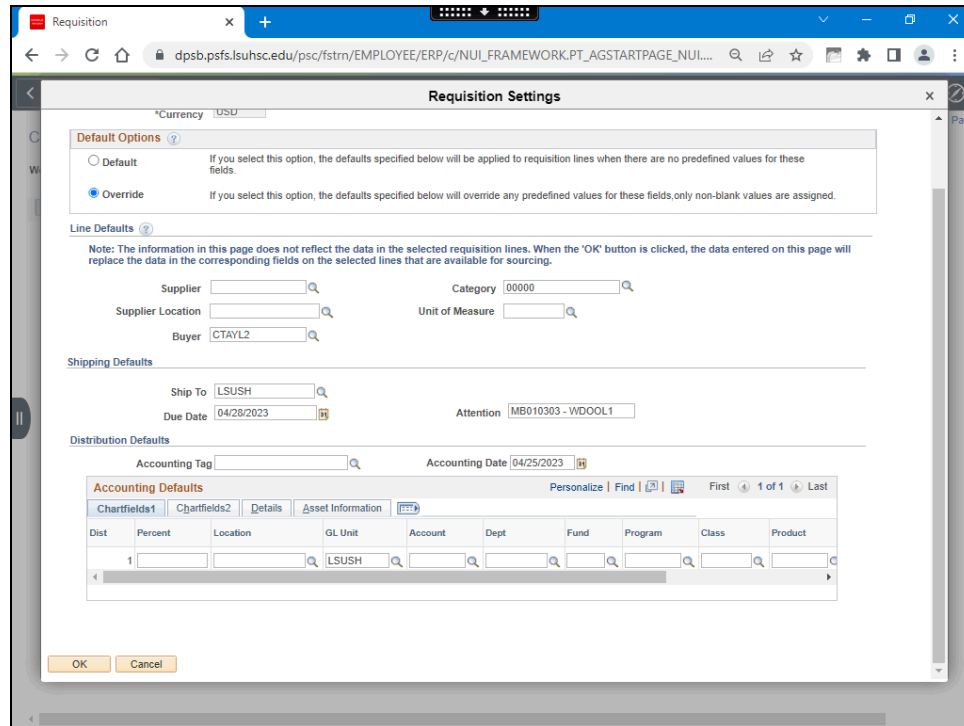 Requisition
dpsb.psfs.lsuhsc.edu/psc/fstrn/EMPLOYEE/ERP/c/NUI_FRAMEWORK.PT_AGSTARTPAGE_NUI....
Requisition Settings
*Currency USD
Default Options
Default If you select this option, the defaults specified below will be applied to requisition lines when there are no predefined values for these
fields.
Override If you select this option, the defaults specified below will override any predefined values for these fields,only non-blank values are assigned.
Line Defaults
Note: The information in this page does not reflect the data in the selected requisition lines. When the 'OK' button is clicked, the data entered on this page will
replace the data in the corresponding fields on the selected lines that are available for sourcing.
Supplier Category 00000
Supplier Location Unit of Measure
Buyer CTAYL2
Shipping Defaults
Ship To LSUSH
Due Date 04/28/2023 Attention MB010303 - WDOOL1
Distribution Defaults
Accounting Tag Accounting Date 04/25/2023
Accounting Defaults Personalize | Find | First 1 of 1 Last
Chartfields1 Chartfields2 Details Asset Information
Dist Percent Location GL Unit Account Dept Fund Program Class Product
1 LSUSH
OK Cancel